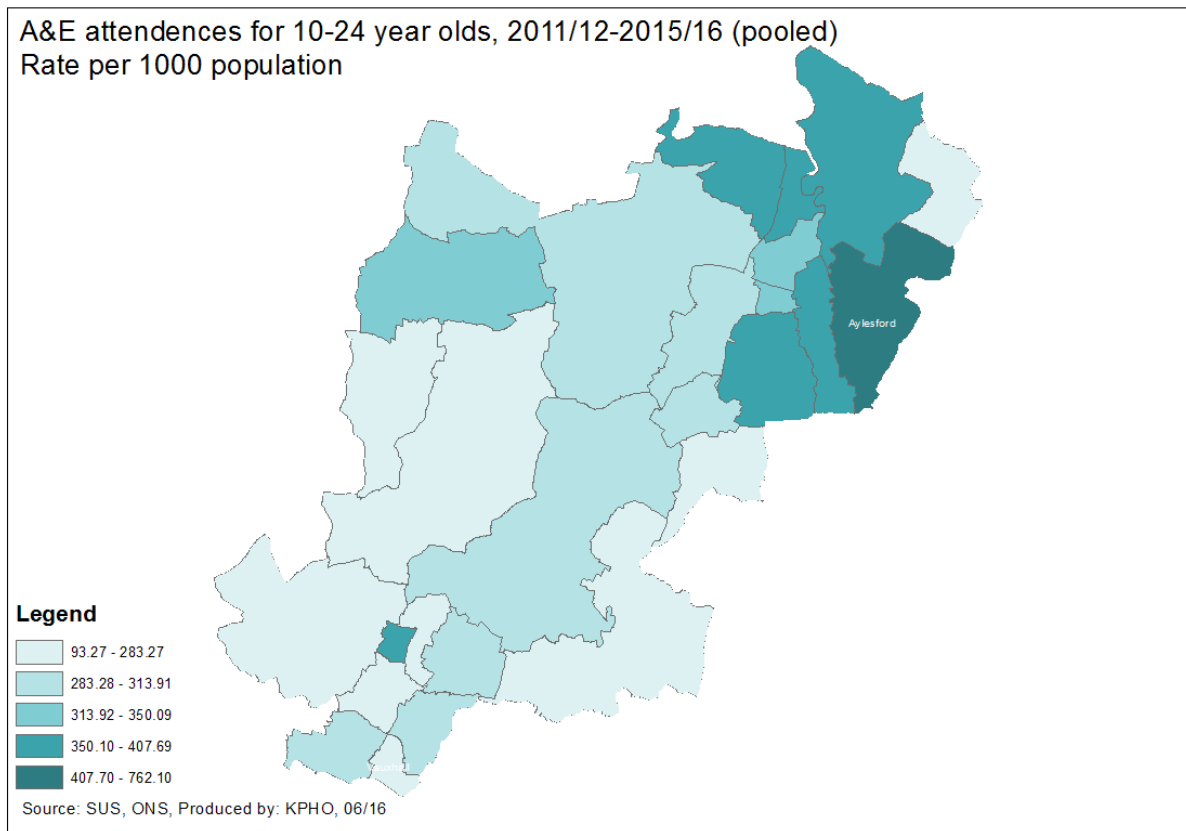 A&E attendences for 10-24 year olds, 2011/12-2015/16 (pooled)
Rate per 1000 population
Aylesford
Legend
93.27 - 283.27
283.28 - 313.91
313.92 - 350.09
350.10 - 407.69
407.70 - 762.10
Source: SUS, ONS, Produced by: KPHO, 06/16